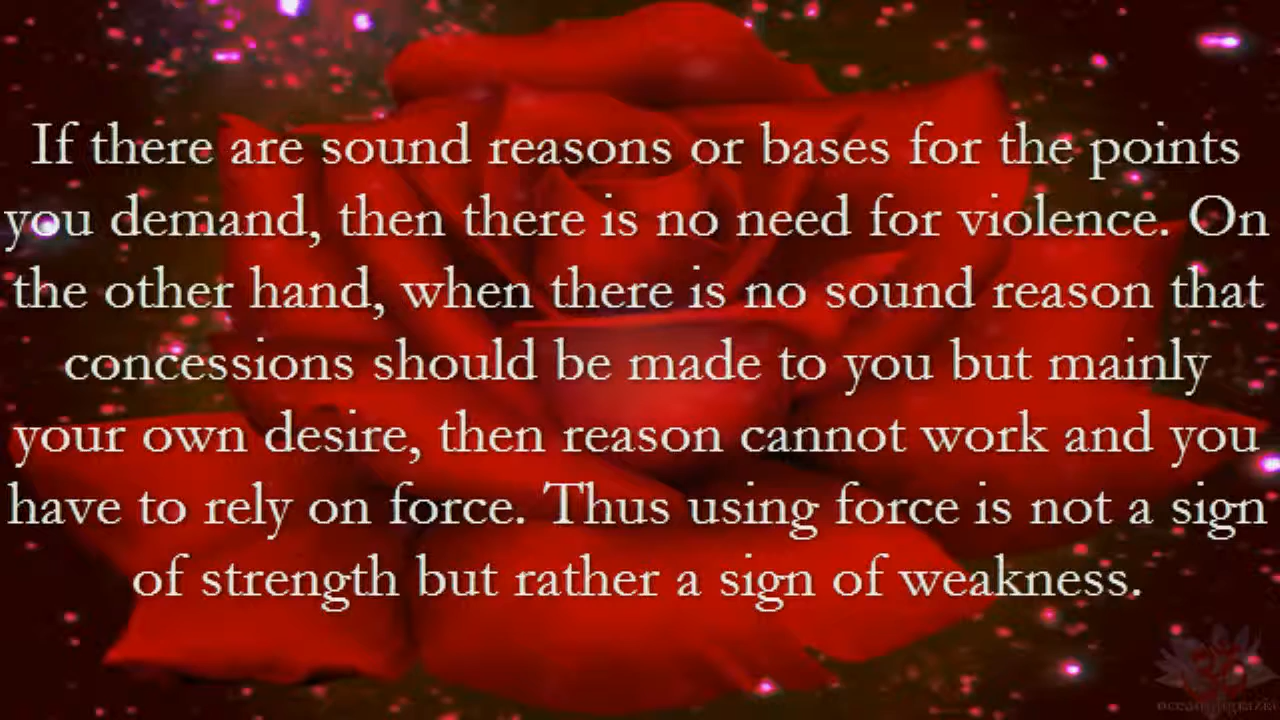 If there are sound reasons or bases for the points
you demand, then there is no need for violence. On
the other hand, when there is no sound reason that
concessions should be made to you but mainly
your own desire, then reason cannot work and you
have to rely on force. Thus using force is not a sign
of strength but rather a sign of weakness.